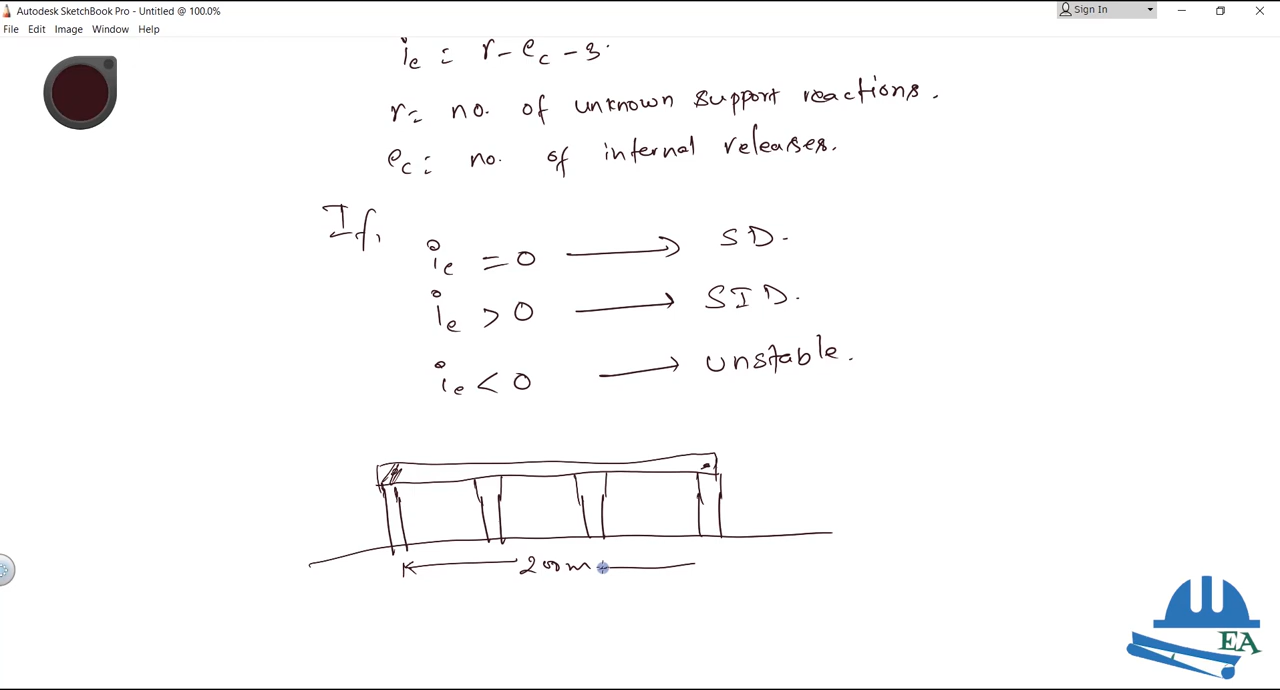 Autodesk SketchBook Pro - Untitled @ 100.0%
Sign In
File Edit Image Window Help
ie = r - ec - 3.
r = no. of unknown support reactions.
ec : no. of internal releases.
If,
ie = 0 → SD.
ie > 0 → SID.
ie < 0 → unstable.
200m
EA